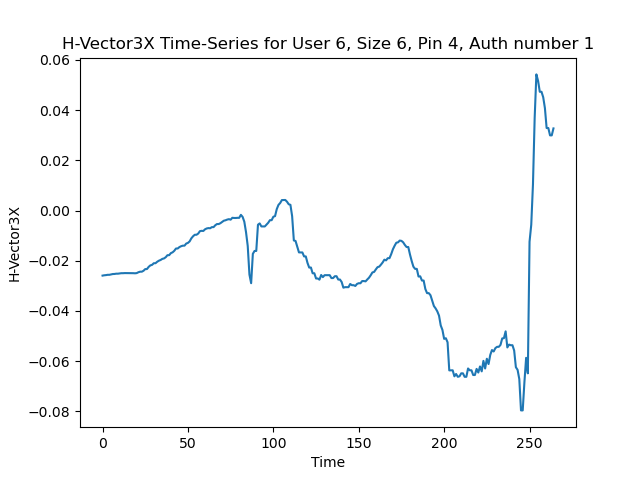 H-Vector3X Time-Series for User 6, Size 6, Pin 4, Auth number 1
0.06
0.04
0.02
0.00
−0.02
−0.04
−0.06
−0.08
H-Vector3X
0 50 100 150 200 250
Time